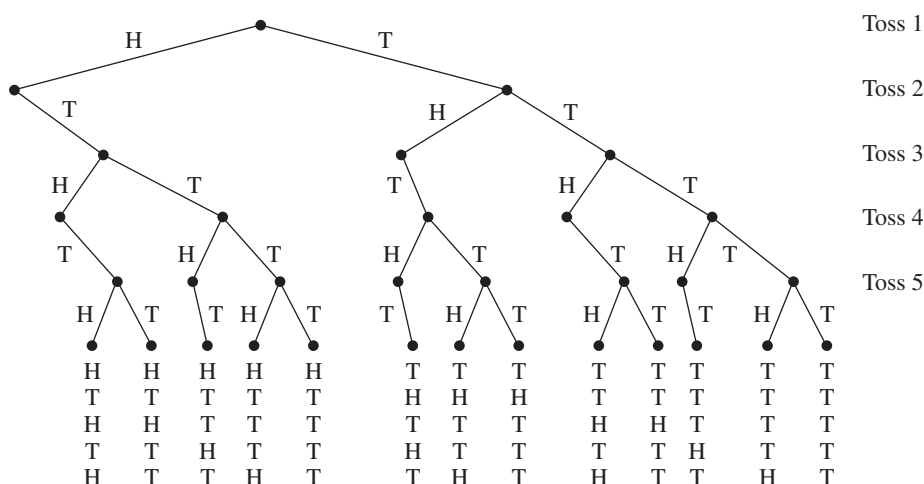 Toss 1
H T
Toss 2
T H T
Toss 3
H T T H T
Toss 4
T H T H T T H T
Toss 5
H T T H T T H T H T T H T
H H H H H T T T T T T T T
T T T T T H H H T T T T T
H H T T T T T T H H T T T
T T H T T H T T T T H T T
H T T H T T H T H T T H T